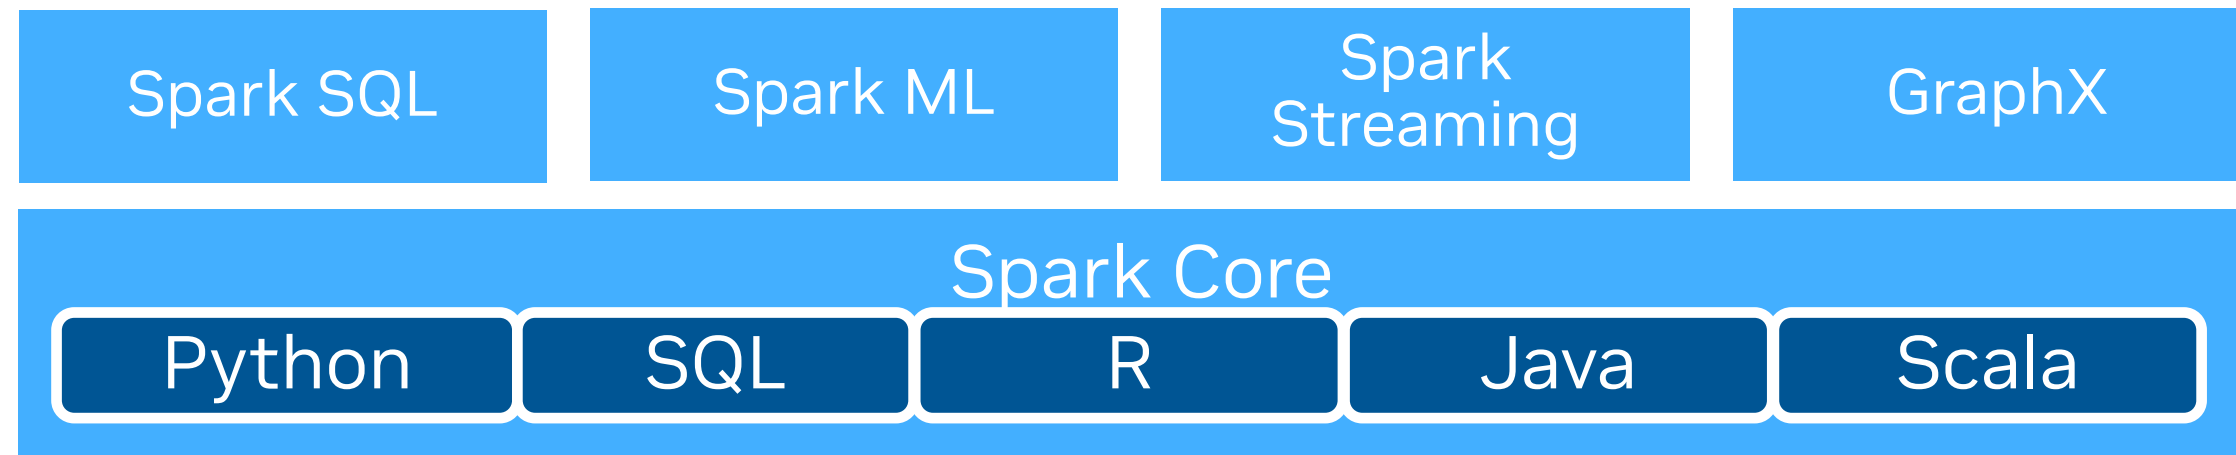 Spark SQL
Spark ML
Spark
Streaming
GraphX
Spark Core
Python
SQL
R
Java
Scala